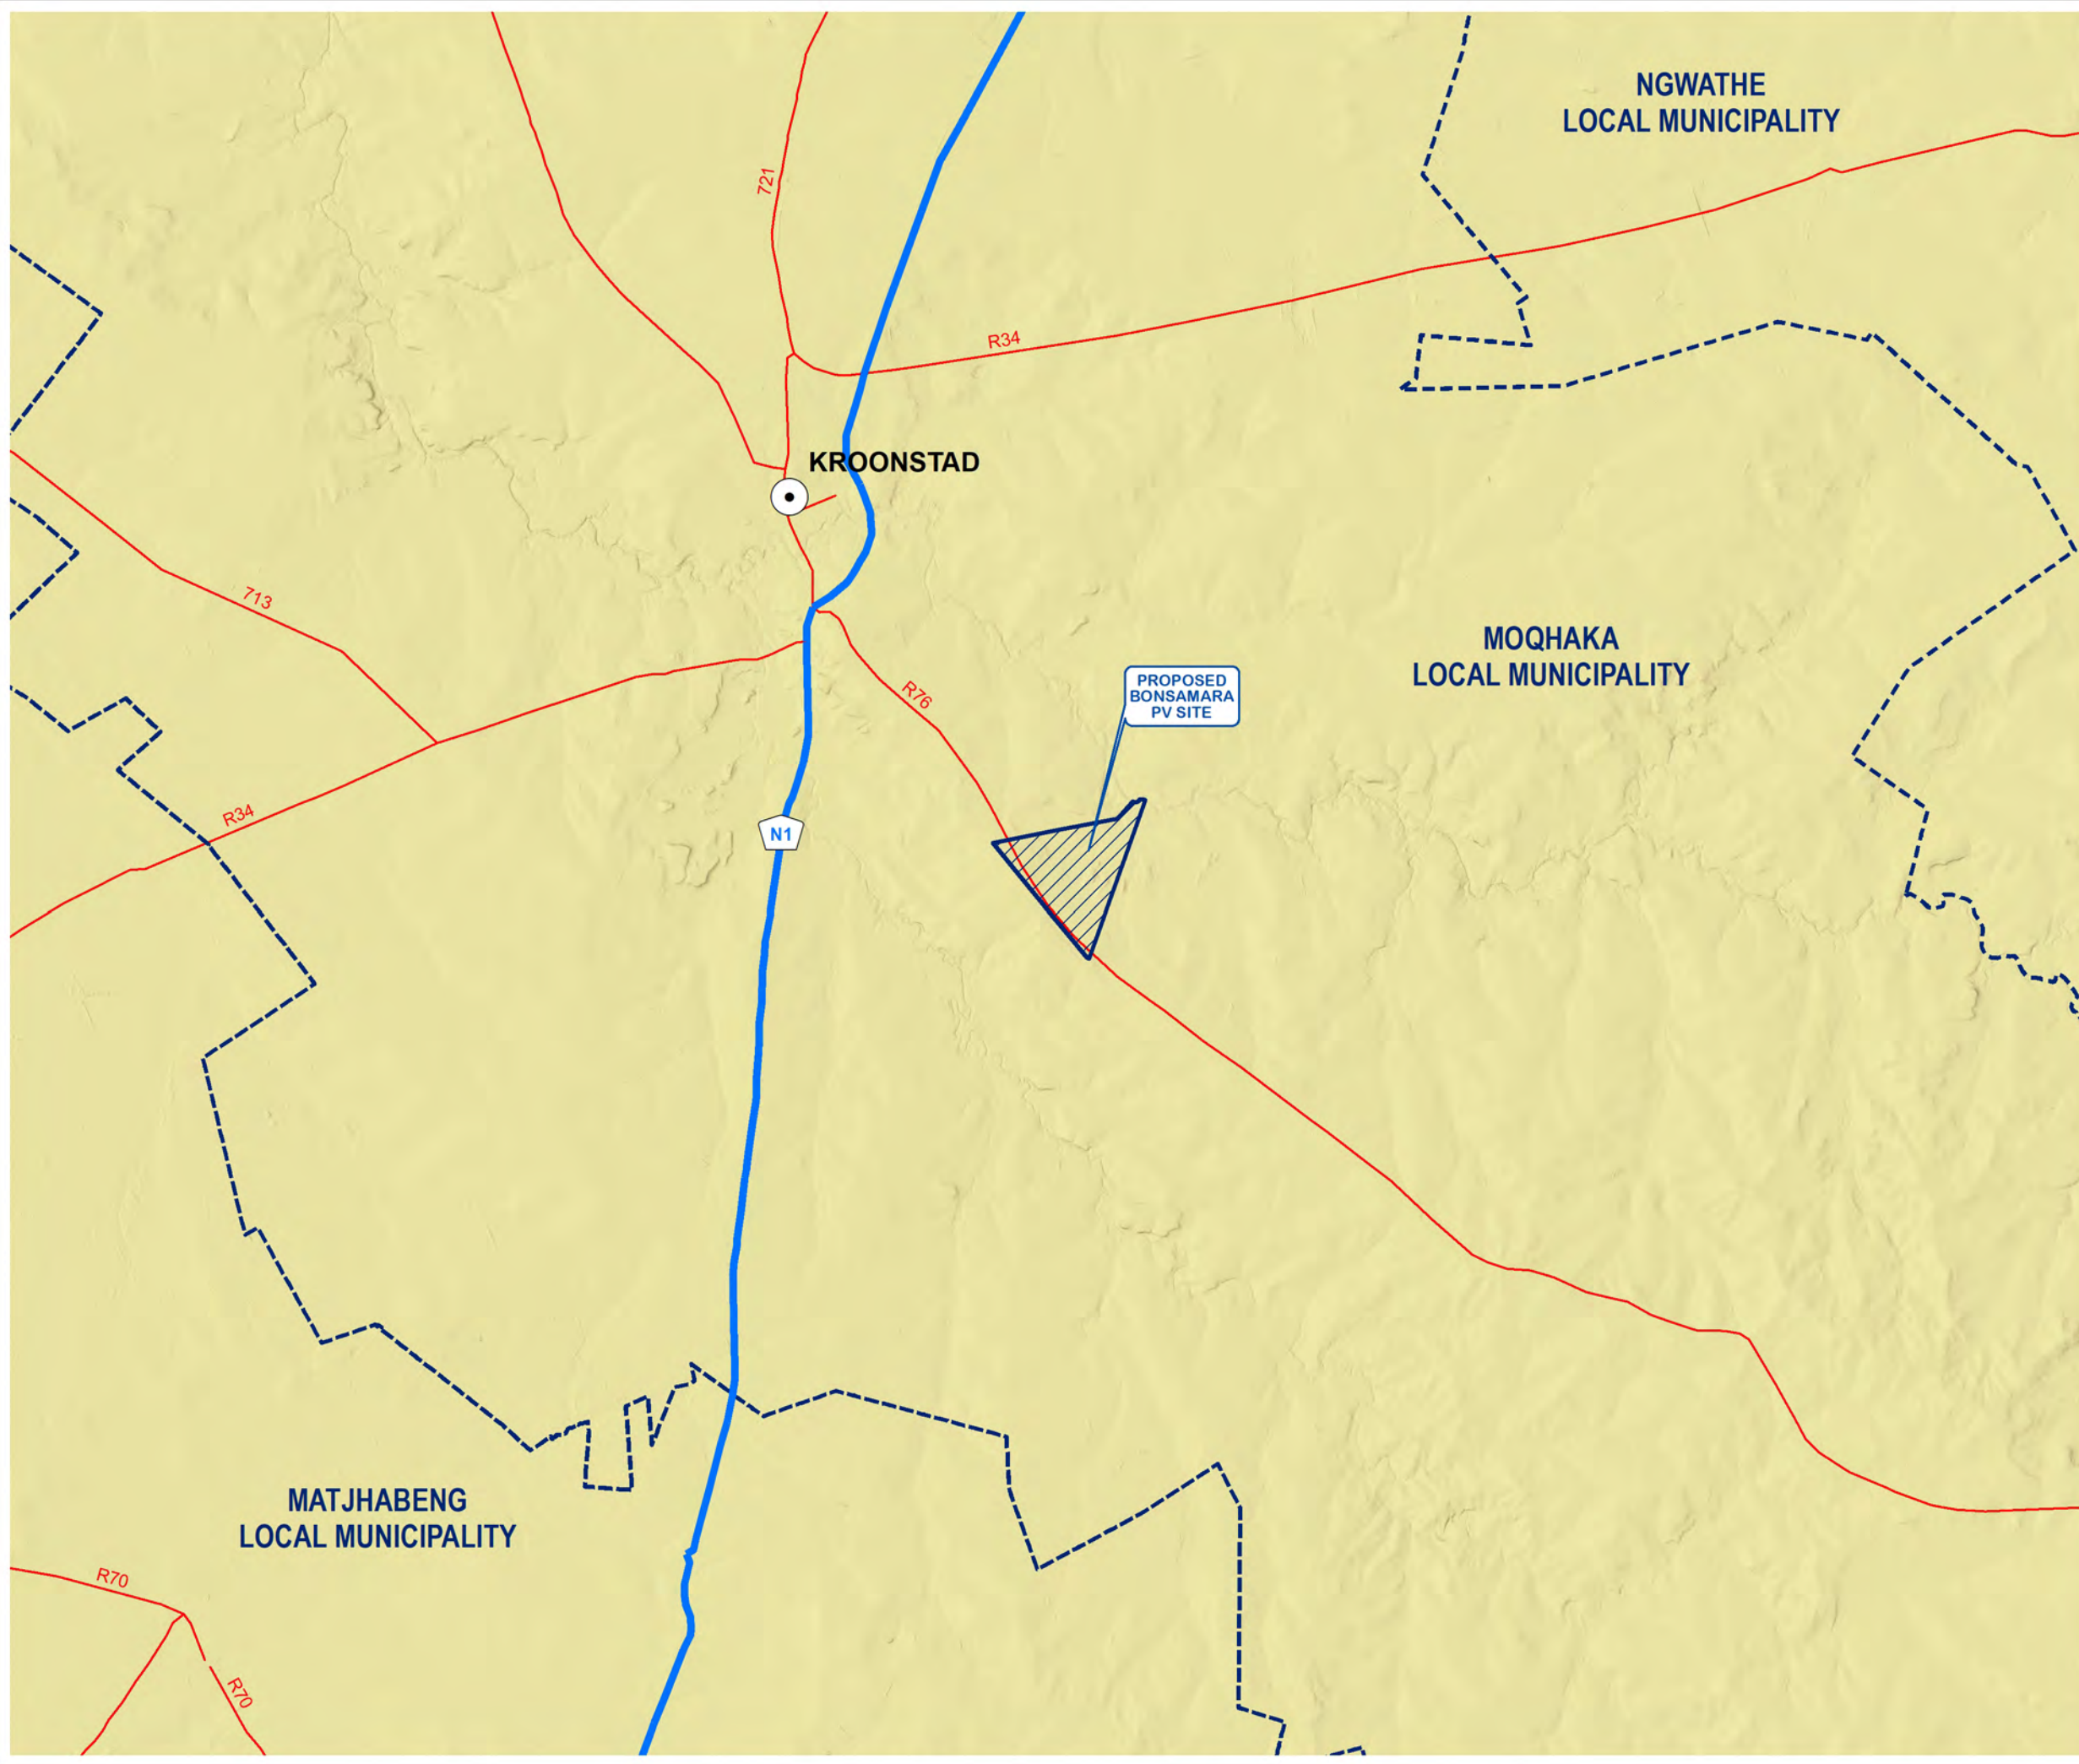 NGWATHE
LOCAL MUNICIPALITY
721
R34
KROONSTAD
713
MOQHAKA
LOCAL MUNICIPALITY
PROPOSED
BONSAMARA
PV SITE
R76
R34
N1
MATJHABENG
LOCAL MUNICIPALITY
R70
R70